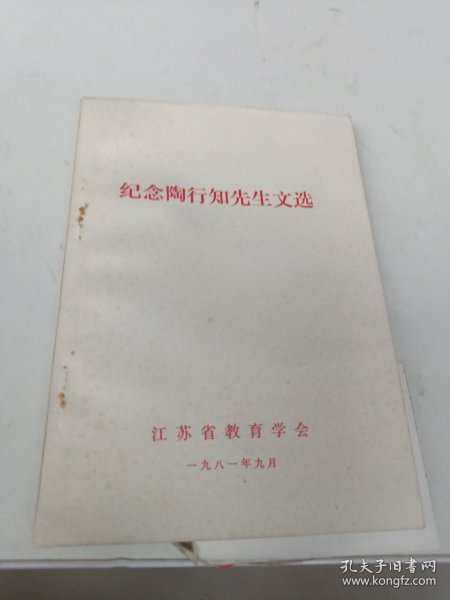 纪念陶行知先生文选
江苏省教育学会
一九八一年九月
孔夫子旧书网
www.kongfz.com